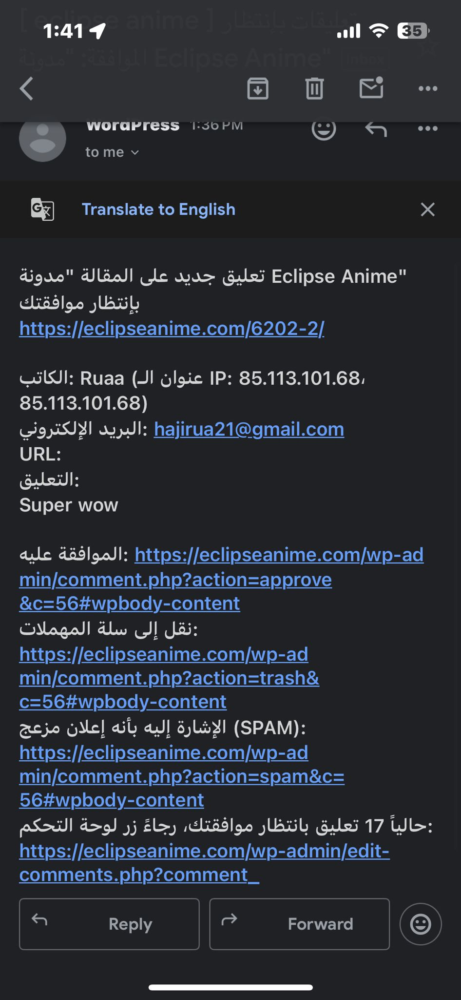 [ eclipse anime ] تعليقات بإنتظار
الموافقة: "مدونة Eclipse Anime" Inbox
1:41
35
WordPress 1:36 PM
to me
Translate to English
تعليق جديد على المقالة "مدونة Eclipse Anime"
بإنتظار موافقتك
https://eclipseanime.com/6202-2/
الكاتب: Ruaa (عنوان الـ IP: 85.113.101.68،
85.113.101.68)
البريد الإلكتروني: hajirua21@gmail.com
URL:
التعليق:
Super wow
الموافقة عليه: https://eclipseanime.com/wp-ad
min/comment.php?action=approve
&c=56#wpbody-content
نقل إلى سلة المهملات:
https://eclipseanime.com/wp-ad
min/comment.php?action=trash&
c=56#wpbody-content
الإشارة إليه بأنه إعلان مزعج (SPAM):
https://eclipseanime.com/wp-ad
min/comment.php?action=spam&c=
56#wpbody-content
حالياً 17 تعليق بانتظار موافقتك، رجاءً زر لوحة التحكم:
https://eclipseanime.com/wp-admin/edit-
comments.php?comment_
Reply
Forward